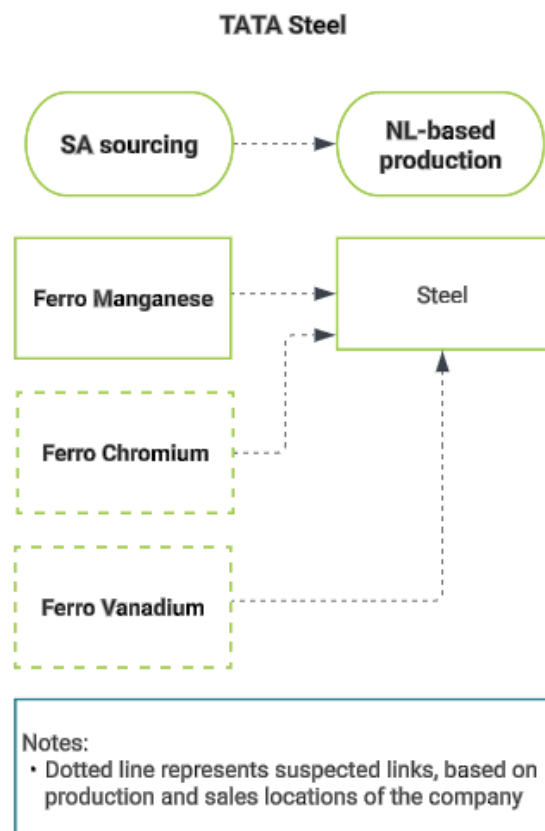 TATA Steel
SA sourcing
NL-based
production
Ferro Manganese
Steel
Ferro Chromium
Ferro Vanadium
Notes:
• Dotted line represents suspected links, based on
production and sales locations of the company